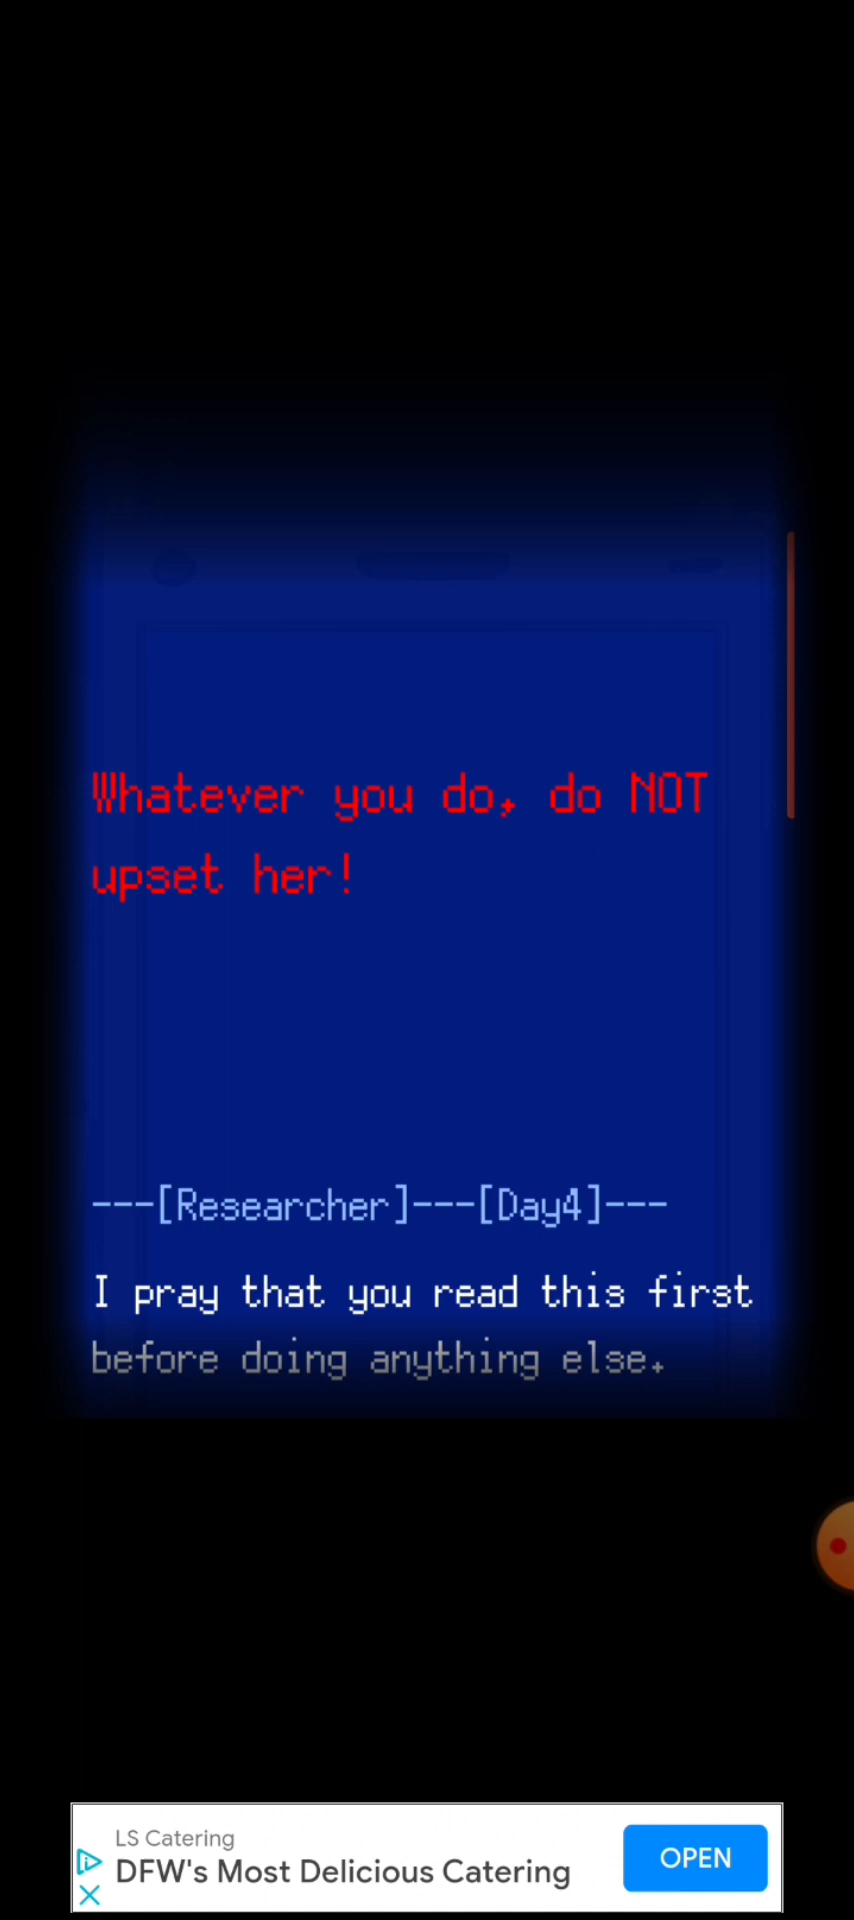 Whatever you do, do NOT
upset her!
---[Researcher]---[Day4]---
I pray that you read this first
before doing anything else.
LS Catering
DFW's Most Delicious Catering
OPEN